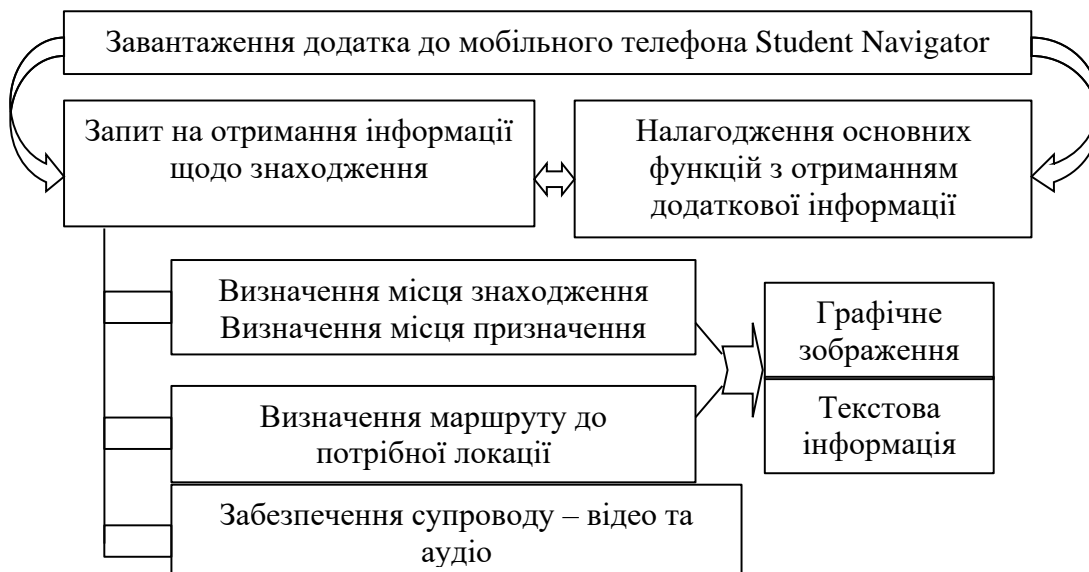 Завантаження додатка до мобільного телефона Student Navigator
Запит на отримання інформації
щодо знаходження
Налагодження основних
функцій з отриманням
додаткової інформації
Визначення місця знаходження
Визначення місця призначення
Визначення маршруту до
потрібної локації
Забезпечення супроводу – відео та
аудіо
Графічне
зображення
Текстова
інформація